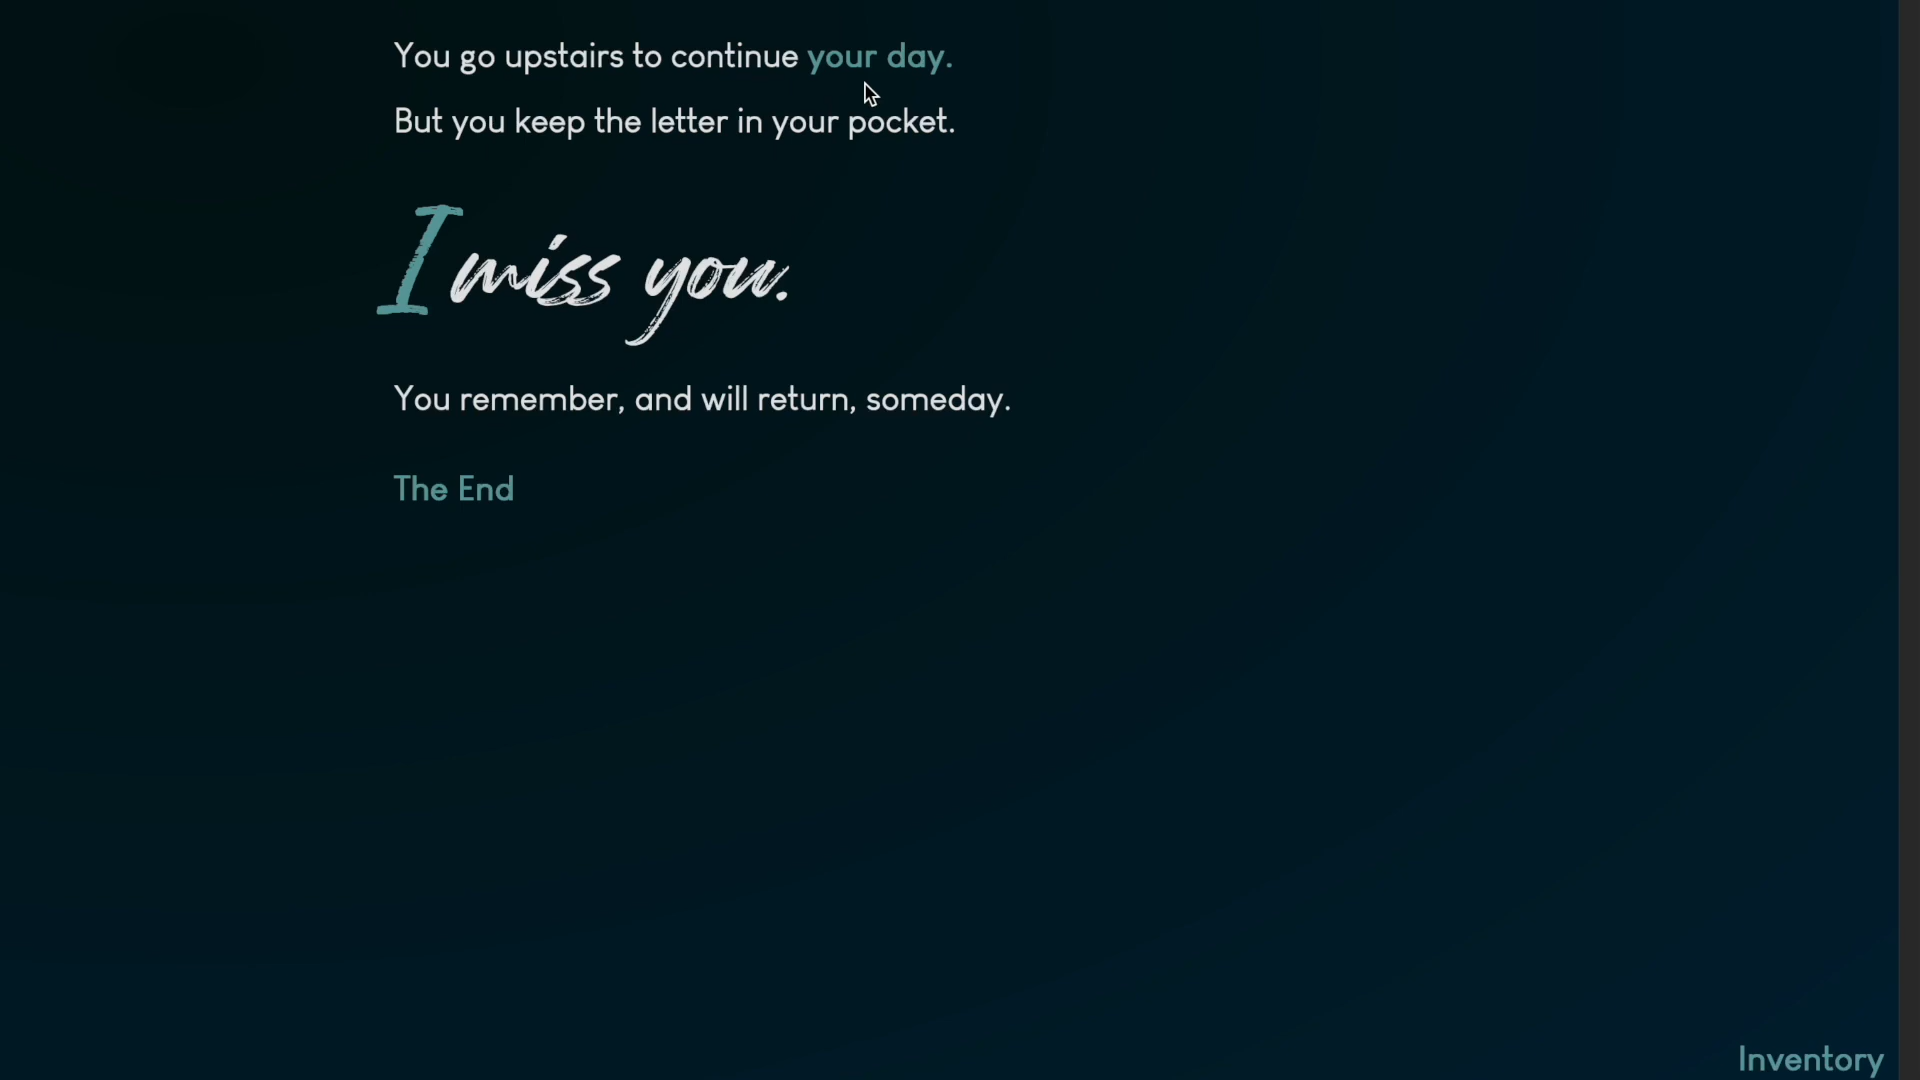 You go upstairs to continue your day.
But you keep the letter in your pocket.
I miss you.
You remember, and will return, someday.
The End
Inventory